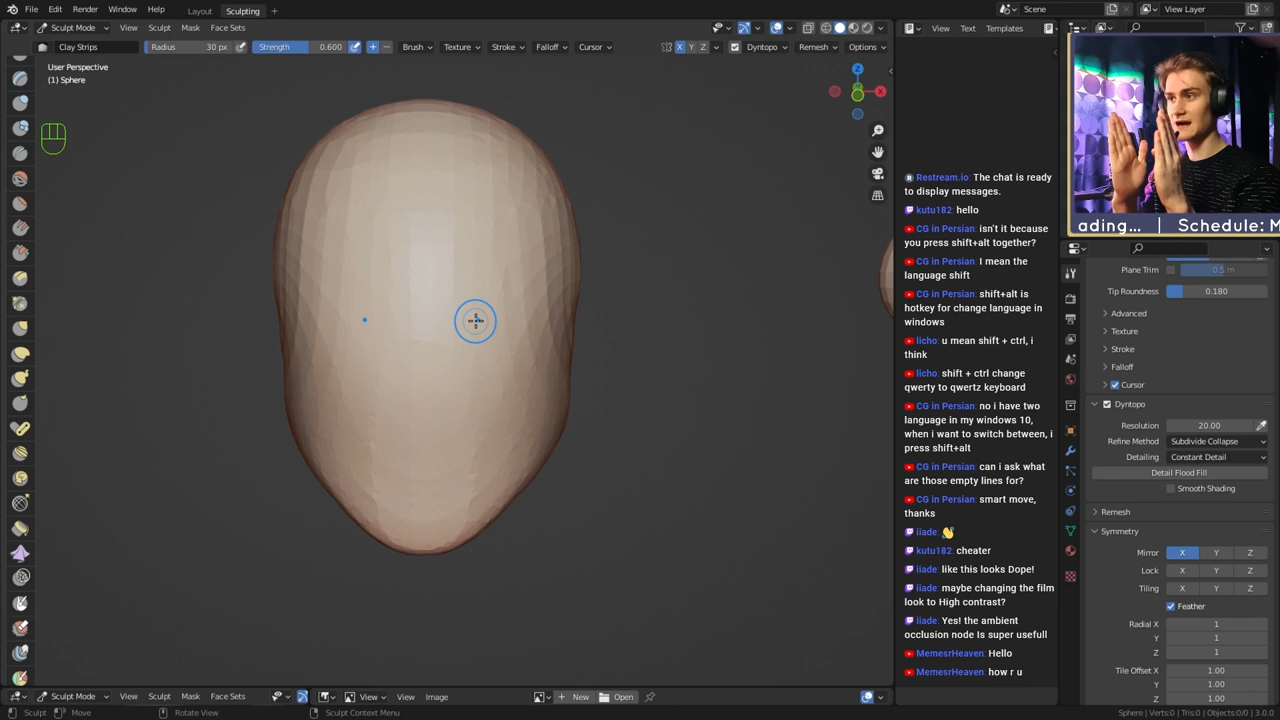 File Edit Render Window Help Layout Sculpting Scene View Layer
Sculpt Mode View Sculpt Mask Face Sets View Text Templates
Clay Strips Radius 30 px Strength 0.600 + − Brush Texture Stroke Falloff Cursor X Y Z Dyntopo Remesh Options
User Perspective
(1) Sphere
Z
X
Restream.io: The chat is ready
to display messages.
kutu182: hello
CG in Persian: isn't it because
you press shift+alt together?
CG in Persian: I mean the
language shift
CG in Persian: shift+alt is
hotkey for change language in
windows
licho: u mean shift + ctrl, i
think
licho: shift + ctrl change
qwerty to qwertz keyboard
CG in Persian: no i have two
language in my windows 10,
when i want to switch between, i
press shift+alt
CG in Persian: can i ask what
are those empty lines for?
CG in Persian: smart move,
thanks
iiade: 👋
kutu182: cheater
iiade: like this looks Dope!
iiade: maybe changing the film
look to High contrast?
iiade: Yes! the ambient
occlusion node Is super usefull
MemesrHeaven: Hello
MemesrHeaven: how r u
ading... | Schedule: M
Plane Trim 0.5 m
Tip Roundness 0.180
Advanced
Texture
Stroke
Falloff
Cursor
Dyntopo
Resolution 20.00
Refine Method Subdivide Collapse
Detailing Constant Detail
Detail Flood Fill
Smooth Shading
Remesh
Symmetry
Mirror X Y Z
Lock X Y Z
Tiling X Y Z
Feather
Radial X 1
Y 1
Z 1
Tile Offset X 1.00
Y 1.00
Z 1.00
Sculpt Mode View Sculpt Mask Face Sets View View Image New Open
Sculpt Move Rotate View Sculpt Context Menu Sphere | Verts:0 | Tris:0 | Objects:0/0 | 3.0.0